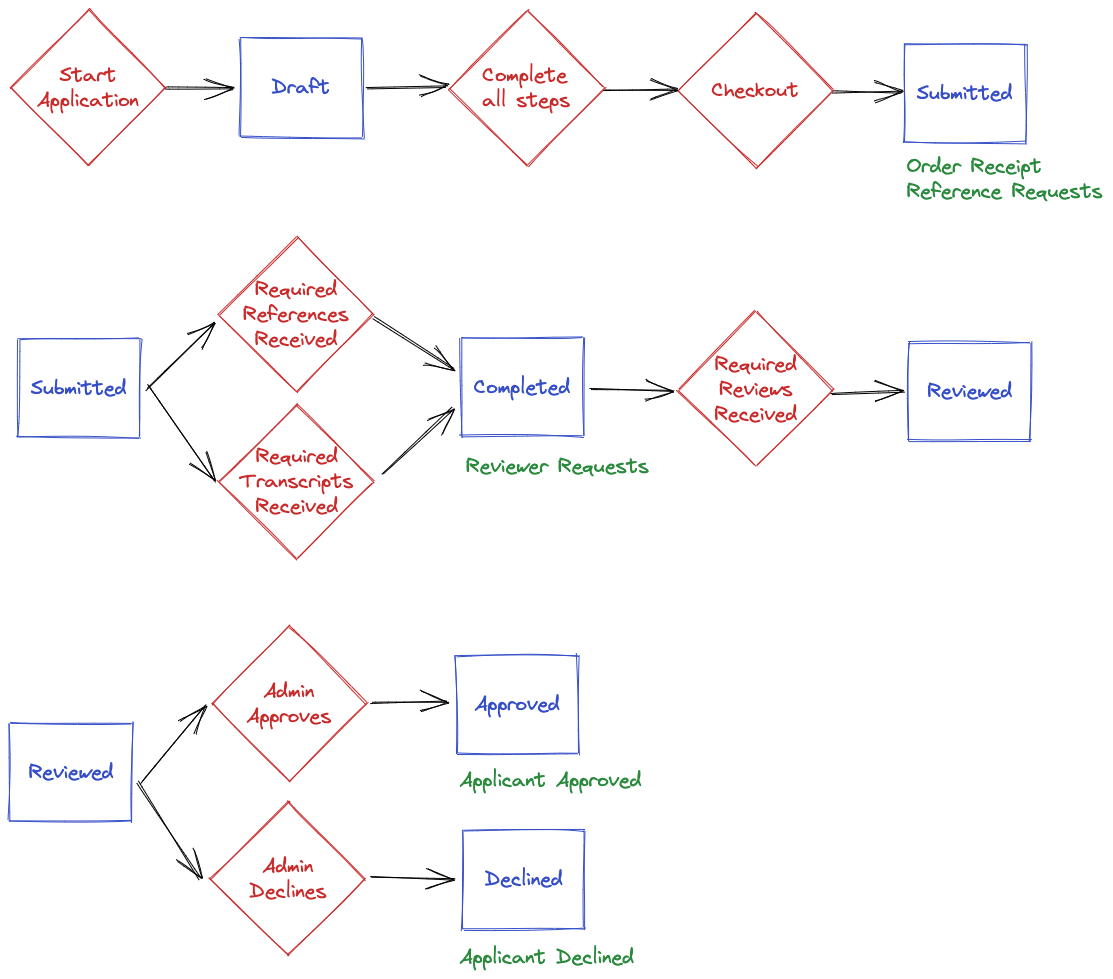 Start
Application
Draft
Complete
all steps
Checkout
Submitted
Order Receipt
Reference Requests
Submitted
Required
References
Received
Required
Transcripts
Received
Completed
Reviewer Requests
Required
Reviews
Received
Reviewed
Reviewed
Admin
Approves
Approved
Applicant Approved
Admin
Declines
Declined
Applicant Declined